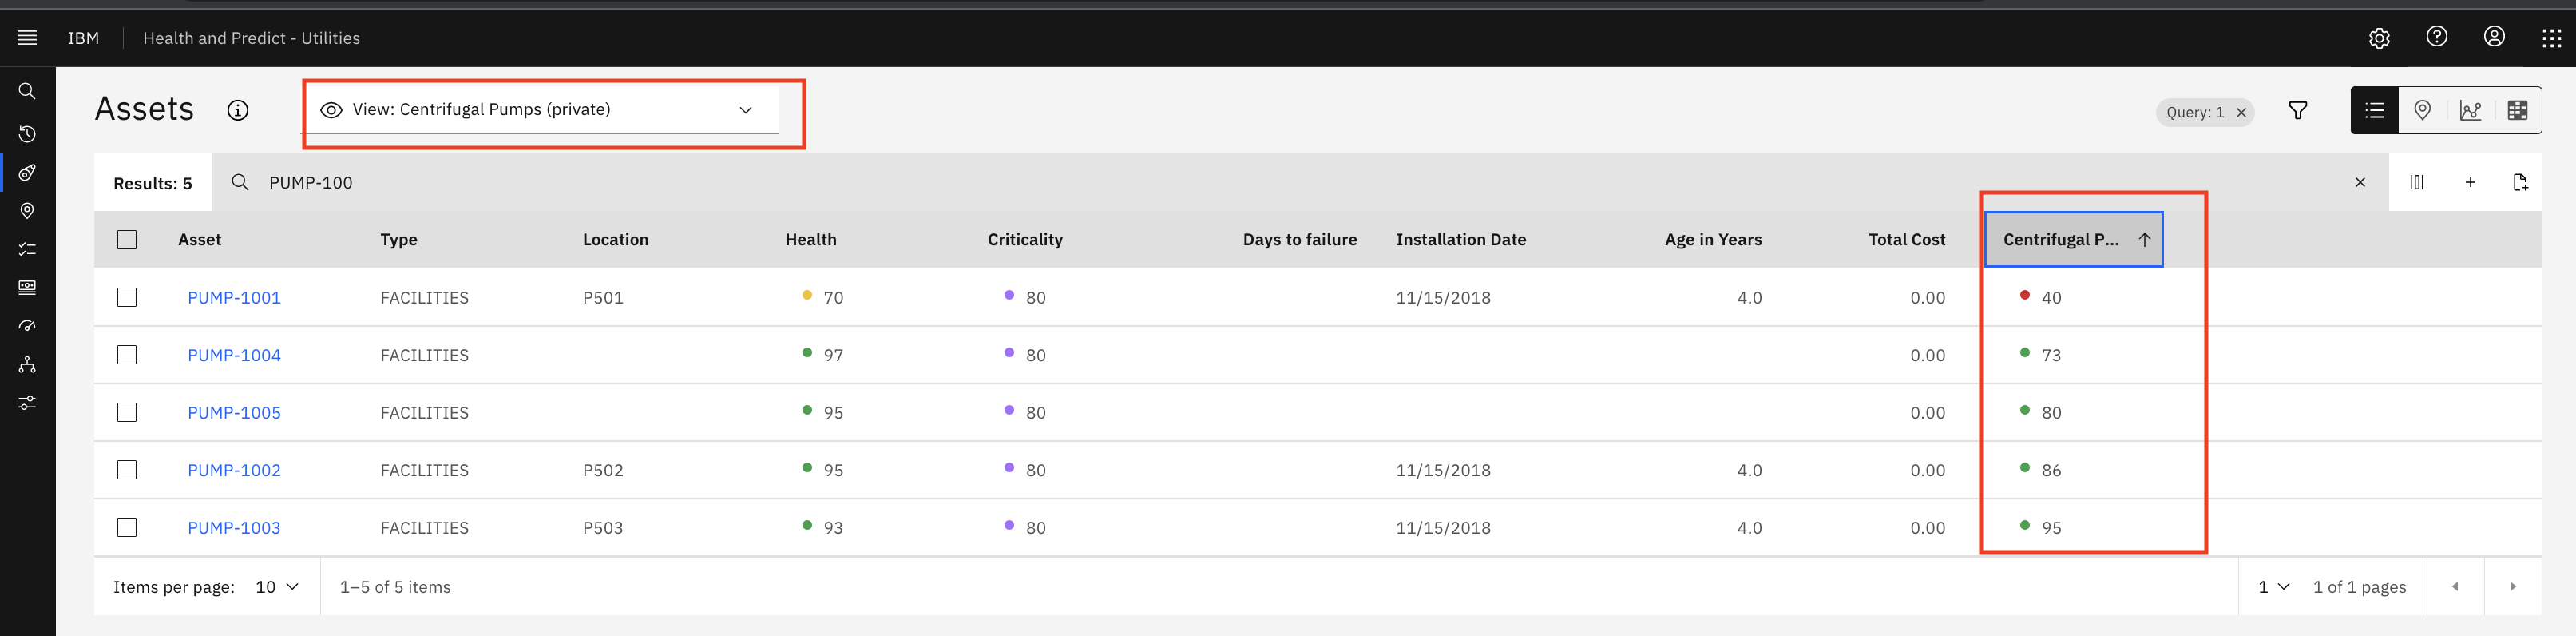 IBM Health and Predict - Utilities
Assets View: Centrifugal Pumps (private) Query: 1
Results: 5 PUMP-100
Asset Type Location Health Criticality Days to failure Installation Date Age in Years Total Cost Centrifugal P...
PUMP-1001 FACILITIES P501 70 80 11/15/2018 4.0 0.00 40
PUMP-1004 FACILITIES 97 80 0.00 73
PUMP-1005 FACILITIES 95 80 0.00 80
PUMP-1002 FACILITIES P502 95 80 11/15/2018 4.0 0.00 86
PUMP-1003 FACILITIES P503 93 80 11/15/2018 4.0 0.00 95
Items per page: 10 1–5 of 5 items 1 1 of 1 pages